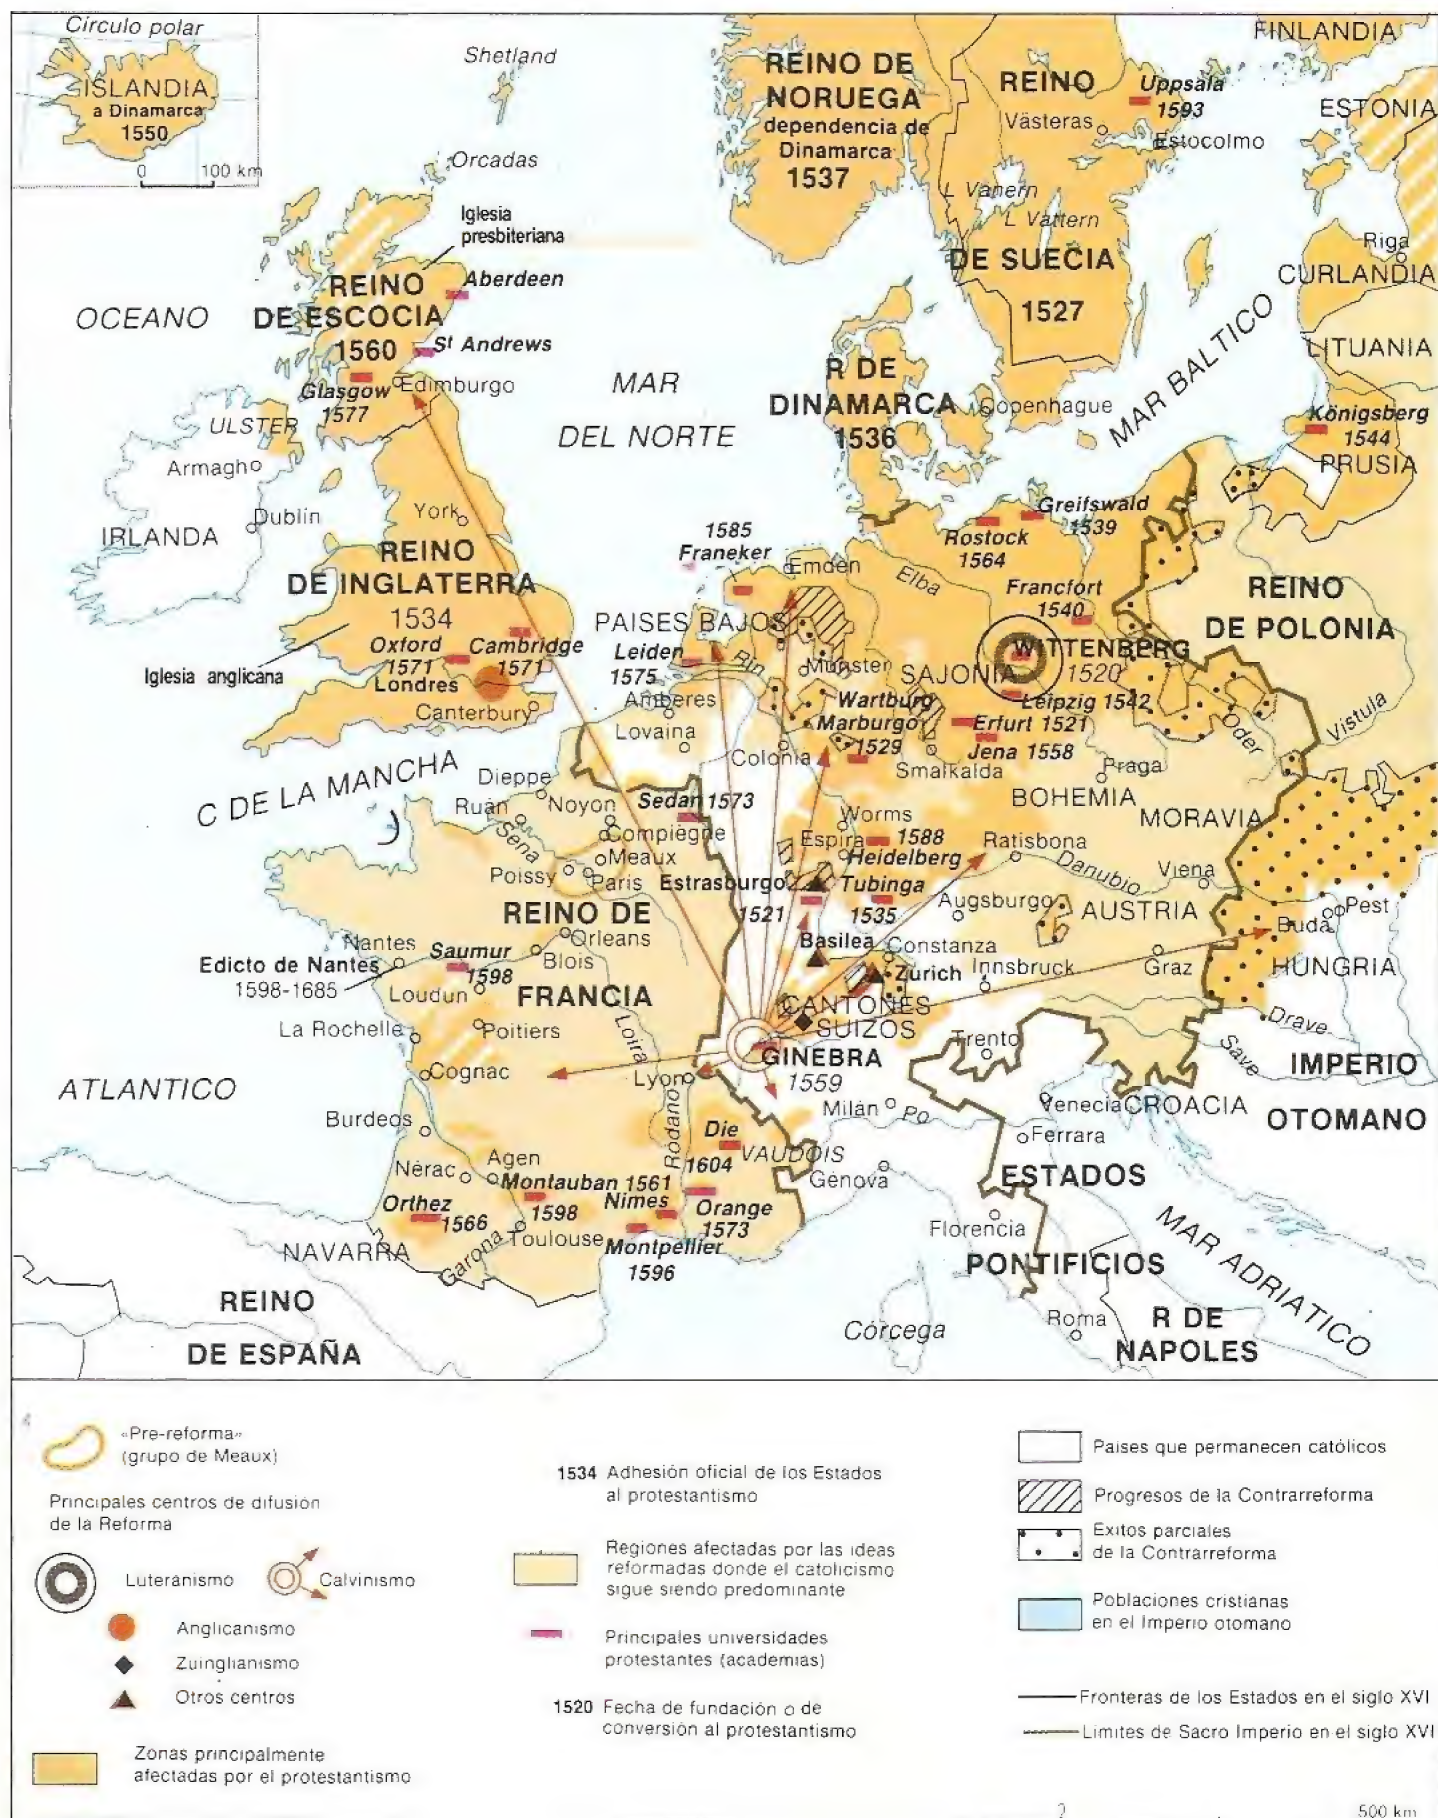 Círculo polar
ISLANDIA
a Dinamarca
1550
0 100 km
Shetland
Orcadas
Iglesia
presbiteriana
REINO
DE ESCOCIA
1560
Aberdeen
St Andrews
Glasgow
1577
Edimburgo
OCEANO
ATLANTICO
MAR
DEL NORTE
REINO DE
NORUEGA
dependencia de
Dinamarca
1537
REINO
DE SUECIA
1527
Uppsala
1593
Västeras
Estocolmo
L Vanern
L Vattern
FINLANDIA
ESTONIA
Riga
CURLANDIA
LITUANIA
MAR BALTICO
Königsberg
1544
PRUSIA
R DE
DINAMARCA
1536
Copenhague
ULSTER
Armagho
Dublín
IRLANDA
York
REINO
DE INGLATERRA
1534
Oxford
1571
Cambridge
1571
Londres
Canterbury
Iglesia anglicana
1585
Franeker
Emden
PAISES BAJOS
Leiden
1575
Rin
Munster
Amberes
Lovaina
Colonia
Elba
Rostock
1564
Greifswald
1539
Francfort
1540
WITTENBERG
1520
SAJONIA
Leipzig 1542
Wartburg
Marburgo
1529
Erfurt 1521
Jena 1558
Smalkalda
Praga
BOHEMIA
MORAVIA
Oder
Vistula
REINO
DE POLONIA
C DE LA MANCHA
Dieppe
Ruán
Noyon
Sena
Compiègne
Meaux
Poissy
Paris
Sedan 1573
Worms
Espira
1588
Heidelberg
Ratisbona
Danubio
Viena
Estrasburgo
1521
Tubinga
1535
Augsburgo
AUSTRIA
Buda
Pest
HUNGRIA
REINO DE
FRANCIA
Orleans
Blois
Nantes
Saumur
1598
Edicto de Nantes
1598-1685
Loudun
Poitiers
La Rochelle
Cognac
Loira
Lyon
Basilea
Constanza
Zúrich
Innsbruck
Graz
CANTONES
SUIZOS
GINEBRA
1559
Trento
Drave
Save
IMPERIO
OTOMANO
Milán
Po
Venecia
CROACIA
Ferrara
Burdeos
Nérac
Agen
Montauban 1561
1598
Nimes
Ródano
Die
1604
VAUDOIS
Orange
1573
Orthez
1566
Garona
Toulouse
Montpellier
1596
NAVARRA
REINO
DE ESPAÑA
Génova
ESTADOS
PONTIFICIOS
Florencia
Roma
R DE
NAPOLES
Córcega
MAR ADRIATICO
«Pre-reforma»
(grupo de Meaux)
Principales centros de difusión
de la Reforma
Luteranismo
Calvinismo
Anglicanismo
Zuinglianismo
Otros centros
Zonas principalmente
afectadas por el protestantismo
1534 Adhesión oficial de los Estados
al protestantismo
Regiones afectadas por las ideas
reformadas donde el catolicismo
sigue siendo predominante
Principales universidades
protestantes (academias)
1520 Fecha de fundación o de
conversión al protestantismo
Paises que permanecen católicos
Progresos de la Contrarreforma
Exitos parciales
de la Contrarreforma
Poblaciones cristianas
en el Imperio otomano
Fronteras de los Estados en el siglo XVI
Limites de Sacro Imperio en el siglo XVI
500 km